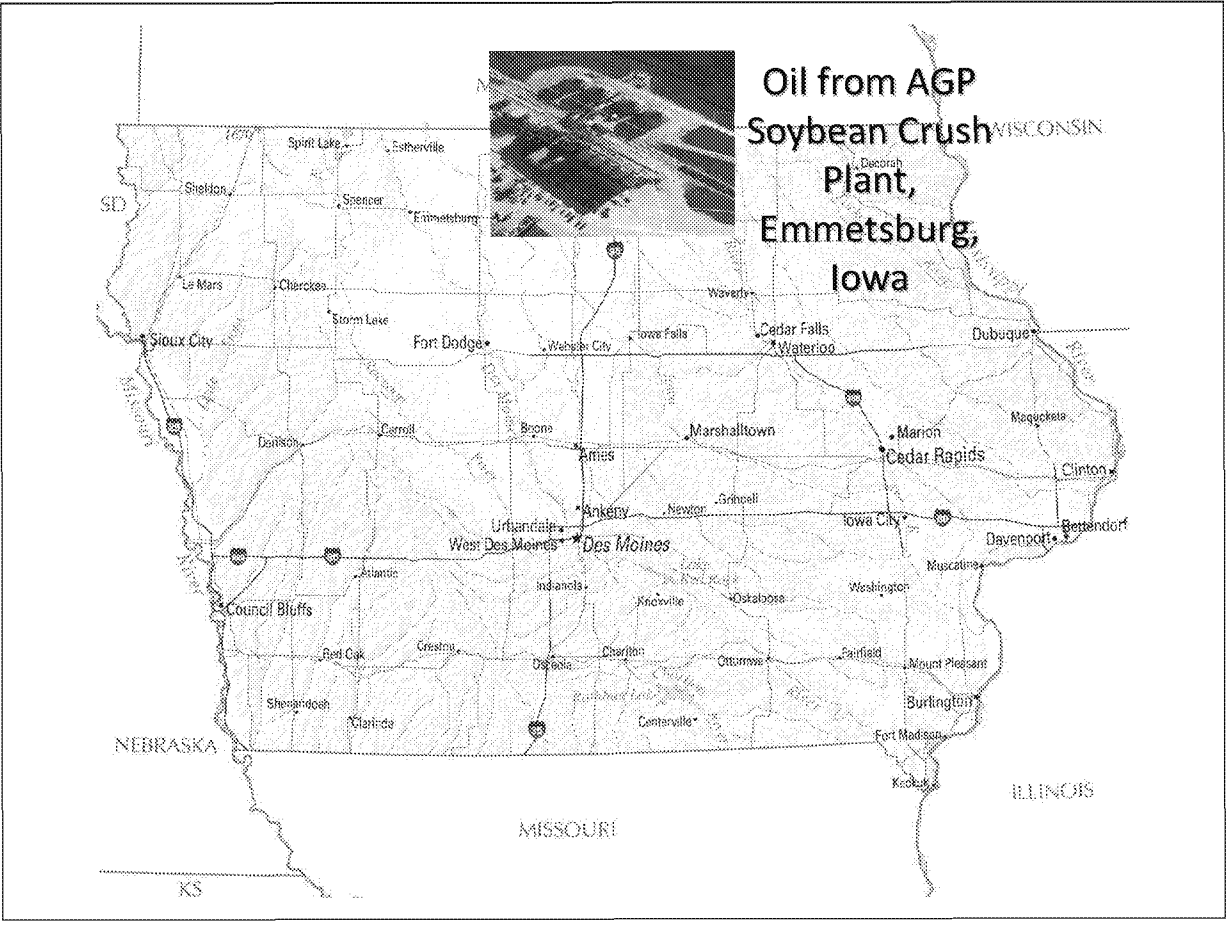 Oil from AGP
Soybean Crush
Plant,
Emmetsburg,
Iowa
WISCONSIN
Spirit Lake
Estherville
Decorah
Sheldon
SD
Spencer
Emmetsburg
Le Mars
Cherokee
Waverly
Storm Lake
Sioux City
Fort Dodge
Webster City
Iowa Falls
Cedar Falls
Waterloo
Dubuque
River
Missouri
Maquoketa
Denison
Carroll
Boone
Ames
Marshalltown
Marion
Cedar Rapids
Clinton
Ankeny
Newton
Grinnell
Urbandale
West Des Moines
Des Moines
Iowa City
Bettendorf
Davenport
Muscatine
River
Atlantic
Indianola
Lake
Knoxville
Oskaloosa
Washington
Council Bluffs
Red Oak
Creston
Osceola
Chariton
Ottumwa
Fairfield
Mount Pleasant
Shenandoah
Clarinda
Centerville
Burlington
Fort Madison
NEBRASKA
Keokuk
ILLINOIS
MISSOURI
KS